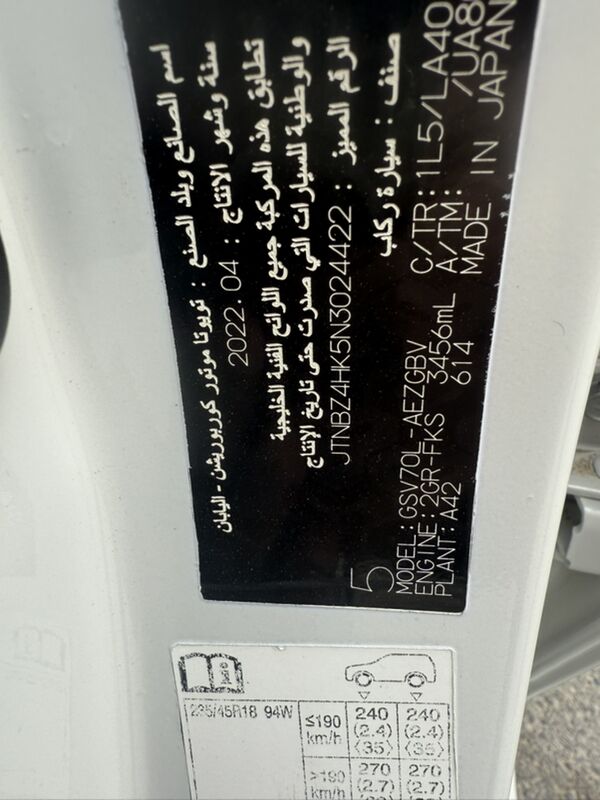 اسم الصانع وبلد الصنع : تويوتا موتور كوربوريشن - اليابان
سنة وشهر الانتاج : 2022.04
تطابق هذه المركبة جميع اللوائح الفنية الخليجية
والوطنية للسيارات التي صدرت حتى تاريخ الإنتاج
الرقم المميز : JTNBZ4HK5N3024422
صنف : سيارة ركاب
5
MODEL:GSV70L-AEZGBV C/TR:1L5/LA40
ENGINE:2GR-FKS 3456mL A/TM: /UA80
PLANT:A42 614 MADE IN JAPAN
235/45R18 94W
≤190 km/h
240 (2.4) (35)
240 (2.4) (35)
>190 km/h
270 (2.7)
270 (2.7)